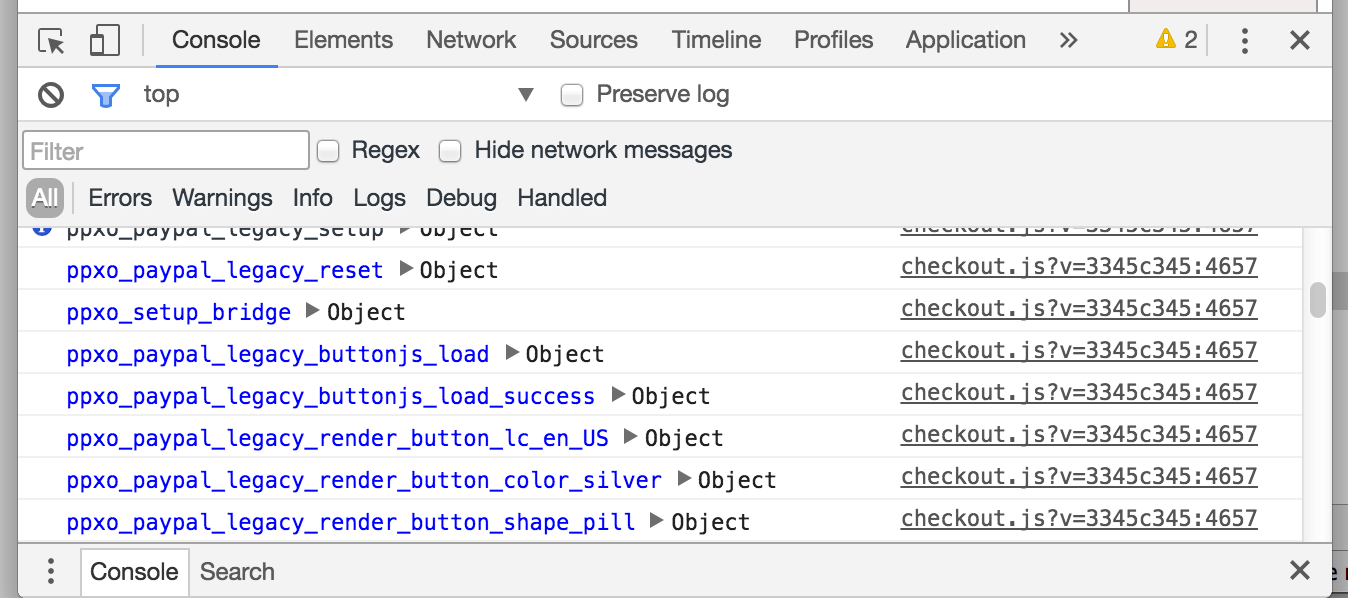 Console Elements Network Sources Timeline Profiles Application » 2
top ▼ Preserve log
Filter Regex Hide network messages
All Errors Warnings Info Logs Debug Handled
ppxo_paypal_legacy_setup ▶ Object checkout.js?v=3345c345:4657
ppxo_paypal_legacy_reset ▶ Object checkout.js?v=3345c345:4657
ppxo_setup_bridge ▶ Object checkout.js?v=3345c345:4657
ppxo_paypal_legacy_buttonjs_load ▶ Object checkout.js?v=3345c345:4657
ppxo_paypal_legacy_buttonjs_load_success ▶ Object checkout.js?v=3345c345:4657
ppxo_paypal_legacy_render_button_lc_en_US ▶ Object checkout.js?v=3345c345:4657
ppxo_paypal_legacy_render_button_color_silver ▶ Object checkout.js?v=3345c345:4657
ppxo_paypal_legacy_render_button_shape_pill ▶ Object checkout.js?v=3345c345:4657
Console Search